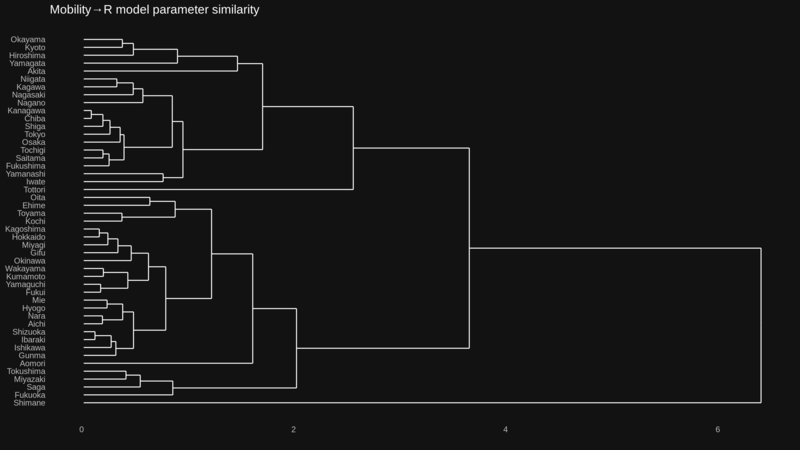 Mobility→R model parameter similarity
Okayama
Kyoto
Hiroshima
Yamagata
Akita
Niigata
Kagawa
Nagasaki
Nagano
Kanagawa
Chiba
Shiga
Tokyo
Osaka
Tochigi
Saitama
Fukushima
Yamanashi
Iwate
Tottori
Oita
Ehime
Toyama
Kochi
Kagoshima
Hokkaido
Miyagi
Gifu
Okinawa
Wakayama
Kumamoto
Yamaguchi
Fukui
Mie
Hyogo
Nara
Aichi
Shizuoka
Ibaraki
Ishikawa
Gunma
Aomori
Tokushima
Miyazaki
Saga
Fukuoka
Shimane
0 2 4 6